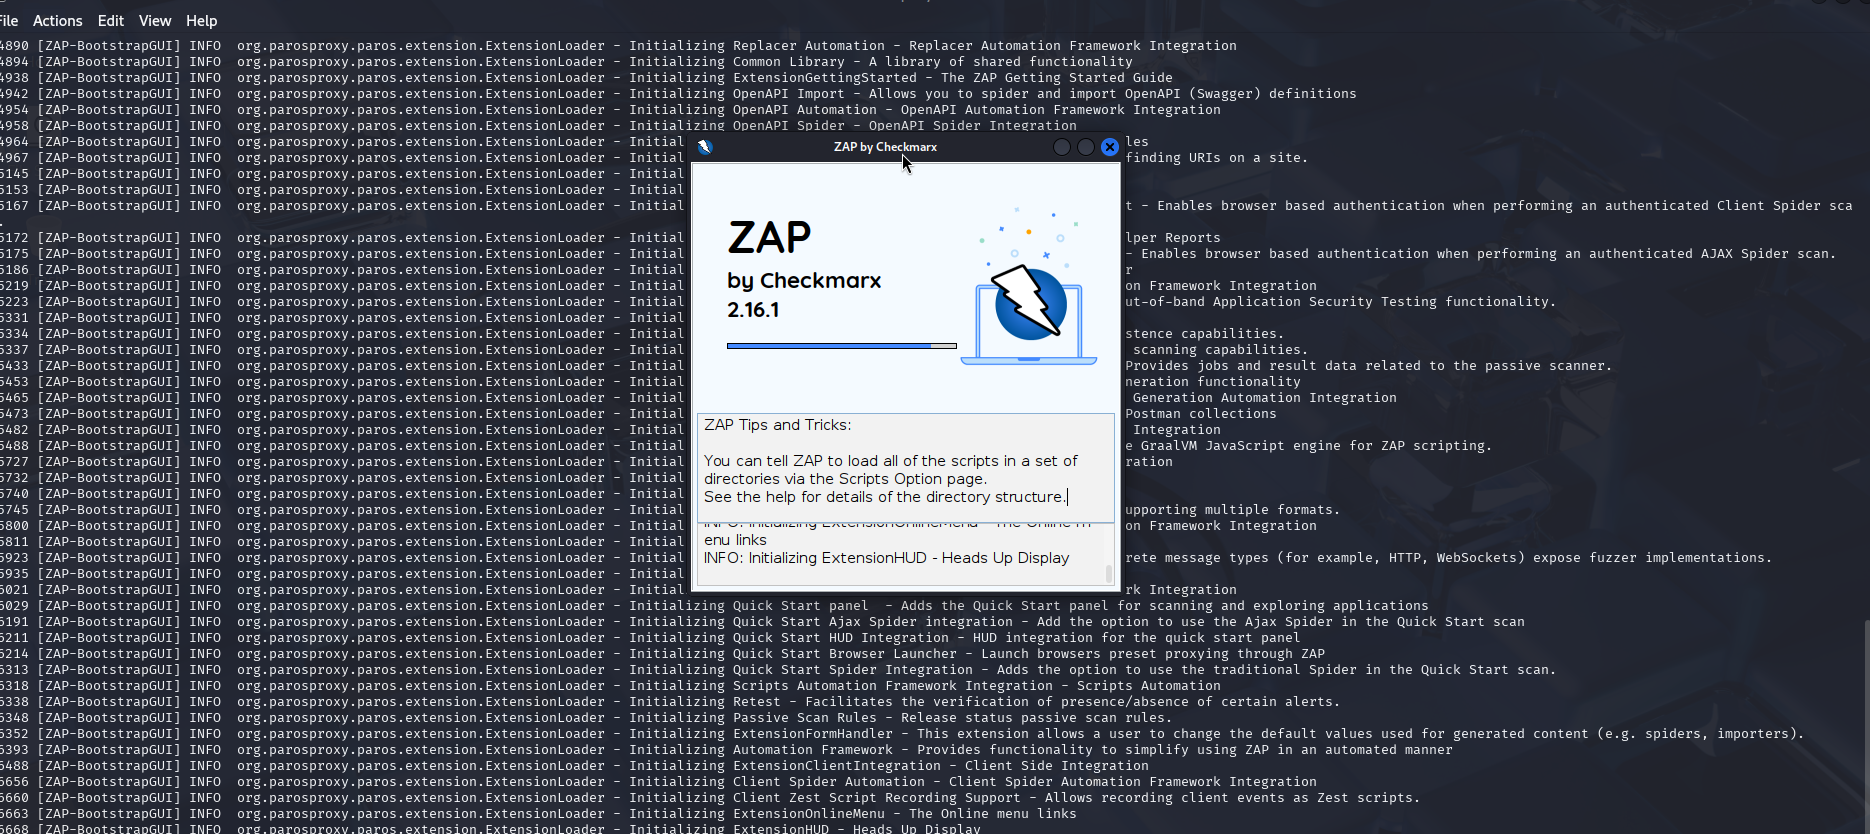 File Actions Edit View Help
4890 [ZAP-BootstrapGUI] INFO  org.parosproxy.paros.extension.ExtensionLoader - Initializing Replacer Automation - Replacer Automation Framework Integration
4894 [ZAP-BootstrapGUI] INFO  org.parosproxy.paros.extension.ExtensionLoader - Initializing Common Library - A library of shared functionality
4938 [ZAP-BootstrapGUI] INFO  org.parosproxy.paros.extension.ExtensionLoader - Initializing ExtensionGettingStarted - The ZAP Getting Started Guide
4942 [ZAP-BootstrapGUI] INFO  org.parosproxy.paros.extension.ExtensionLoader - Initializing OpenAPI Import - Allows you to spider and import OpenAPI (Swagger) definitions
4954 [ZAP-BootstrapGUI] INFO  org.parosproxy.paros.extension.ExtensionLoader - Initializing OpenAPI Automation - OpenAPI Automation Framework Integration
4958 [ZAP-BootstrapGUI] INFO  org.parosproxy.paros.extension.ExtensionLoader - Initializing OpenAPI Spider - OpenAPI Spider Integration
4964 [ZAP-BootstrapGUI] INFO  org.parosproxy.paros.extension.ExtensionLoader - Initial les
4967 [ZAP-BootstrapGUI] INFO  org.parosproxy.paros.extension.ExtensionLoader - Initial finding URIs on a site.
5145 [ZAP-BootstrapGUI] INFO  org.parosproxy.paros.extension.ExtensionLoader - Initial
5153 [ZAP-BootstrapGUI] INFO  org.parosproxy.paros.extension.ExtensionLoader - Initial
5167 [ZAP-BootstrapGUI] INFO  org.parosproxy.paros.extension.ExtensionLoader - Initial t - Enables browser based authentication when performing an authenticated Client Spider sca
.
5172 [ZAP-BootstrapGUI] INFO  org.parosproxy.paros.extension.ExtensionLoader - Initial lper Reports
5175 [ZAP-BootstrapGUI] INFO  org.parosproxy.paros.extension.ExtensionLoader - Initial - Enables browser based authentication when performing an authenticated AJAX Spider scan.
5186 [ZAP-BootstrapGUI] INFO  org.parosproxy.paros.extension.ExtensionLoader - Initial r
5219 [ZAP-BootstrapGUI] INFO  org.parosproxy.paros.extension.ExtensionLoader - Initial on Framework Integration
5223 [ZAP-BootstrapGUI] INFO  org.parosproxy.paros.extension.ExtensionLoader - Initial ut-of-band Application Security Testing functionality.
5331 [ZAP-BootstrapGUI] INFO  org.parosproxy.paros.extension.ExtensionLoader - Initial
5334 [ZAP-BootstrapGUI] INFO  org.parosproxy.paros.extension.ExtensionLoader - Initial stence capabilities.
5337 [ZAP-BootstrapGUI] INFO  org.parosproxy.paros.extension.ExtensionLoader - Initial scanning capabilities.
5433 [ZAP-BootstrapGUI] INFO  org.parosproxy.paros.extension.ExtensionLoader - Initial Provides jobs and result data related to the passive scanner.
5453 [ZAP-BootstrapGUI] INFO  org.parosproxy.paros.extension.ExtensionLoader - Initial neration functionality
5465 [ZAP-BootstrapGUI] INFO  org.parosproxy.paros.extension.ExtensionLoader - Initial Generation Automation Integration
5473 [ZAP-BootstrapGUI] INFO  org.parosproxy.paros.extension.ExtensionLoader - Initial Postman collections
5482 [ZAP-BootstrapGUI] INFO  org.parosproxy.paros.extension.ExtensionLoader - Initial Integration
5488 [ZAP-BootstrapGUI] INFO  org.parosproxy.paros.extension.ExtensionLoader - Initial e GraalVM JavaScript engine for ZAP scripting.
5727 [ZAP-BootstrapGUI] INFO  org.parosproxy.paros.extension.ExtensionLoader - Initial ration
5732 [ZAP-BootstrapGUI] INFO  org.parosproxy.paros.extension.ExtensionLoader - Initial
5740 [ZAP-BootstrapGUI] INFO  org.parosproxy.paros.extension.ExtensionLoader - Initial
5745 [ZAP-BootstrapGUI] INFO  org.parosproxy.paros.extension.ExtensionLoader - Initial upporting multiple formats.
5800 [ZAP-BootstrapGUI] INFO  org.parosproxy.paros.extension.ExtensionLoader - Initial on Framework Integration
5811 [ZAP-BootstrapGUI] INFO  org.parosproxy.paros.extension.ExtensionLoader - Initial
5923 [ZAP-BootstrapGUI] INFO  org.parosproxy.paros.extension.ExtensionLoader - Initial rete message types (for example, HTTP, WebSockets) expose fuzzer implementations.
5935 [ZAP-BootstrapGUI] INFO  org.parosproxy.paros.extension.ExtensionLoader - Initial
6021 [ZAP-BootstrapGUI] INFO  org.parosproxy.paros.extension.ExtensionLoader - Initial rk Integration
6029 [ZAP-BootstrapGUI] INFO  org.parosproxy.paros.extension.ExtensionLoader - Initializing Quick Start panel  - Adds the Quick Start panel for scanning and exploring applications
6191 [ZAP-BootstrapGUI] INFO  org.parosproxy.paros.extension.ExtensionLoader - Initializing Quick Start Ajax Spider integration - Add the option to use the Ajax Spider in the Quick Start scan
6211 [ZAP-BootstrapGUI] INFO  org.parosproxy.paros.extension.ExtensionLoader - Initializing Quick Start HUD Integration - HUD integration for the quick start panel
6214 [ZAP-BootstrapGUI] INFO  org.parosproxy.paros.extension.ExtensionLoader - Initializing Quick Start Browser Launcher - Launch browsers preset proxying through ZAP
6313 [ZAP-BootstrapGUI] INFO  org.parosproxy.paros.extension.ExtensionLoader - Initializing Quick Start Spider Integration - Adds the option to use the traditional Spider in the Quick Start scan.
6318 [ZAP-BootstrapGUI] INFO  org.parosproxy.paros.extension.ExtensionLoader - Initializing Scripts Automation Framework Integration - Scripts Automation
6338 [ZAP-BootstrapGUI] INFO  org.parosproxy.paros.extension.ExtensionLoader - Initializing Retest - Facilitates the verification of presence/absence of certain alerts.
6348 [ZAP-BootstrapGUI] INFO  org.parosproxy.paros.extension.ExtensionLoader - Initializing Passive Scan Rules - Release status passive scan rules.
6352 [ZAP-BootstrapGUI] INFO  org.parosproxy.paros.extension.ExtensionLoader - Initializing ExtensionFormHandler - This extension allows a user to change the default values used for generated content (e.g. spiders, importers).
6393 [ZAP-BootstrapGUI] INFO  org.parosproxy.paros.extension.ExtensionLoader - Initializing Automation Framework - Provides functionality to simplify using ZAP in an automated manner
6488 [ZAP-BootstrapGUI] INFO  org.parosproxy.paros.extension.ExtensionLoader - Initializing ExtensionClientIntegration - Client Side Integration
6656 [ZAP-BootstrapGUI] INFO  org.parosproxy.paros.extension.ExtensionLoader - Initializing Client Spider Automation - Client Spider Automation Framework Integration
6660 [ZAP-BootstrapGUI] INFO  org.parosproxy.paros.extension.ExtensionLoader - Initializing Client Zest Script Recording Support - Allows recording client events as Zest scripts.
6663 [ZAP-BootstrapGUI] INFO  org.parosproxy.paros.extension.ExtensionLoader - Initializing ExtensionOnlineMenu - The Online menu links
6668 [ZAP-BootstrapGUI] INFO  org.parosproxy.paros.extension.ExtensionLoader - Initializing ExtensionHUD - Heads Up Display
ZAP by Checkmarx
ZAP
by Checkmarx
2.16.1
ZAP Tips and Tricks:
You can tell ZAP to load all of the scripts in a set of
directories via the Scripts Option page.
See the help for details of the directory structure.
INFO: Initializing ExtensionOnlineMenu - The Online m
enu links
INFO: Initializing ExtensionHUD - Heads Up Display